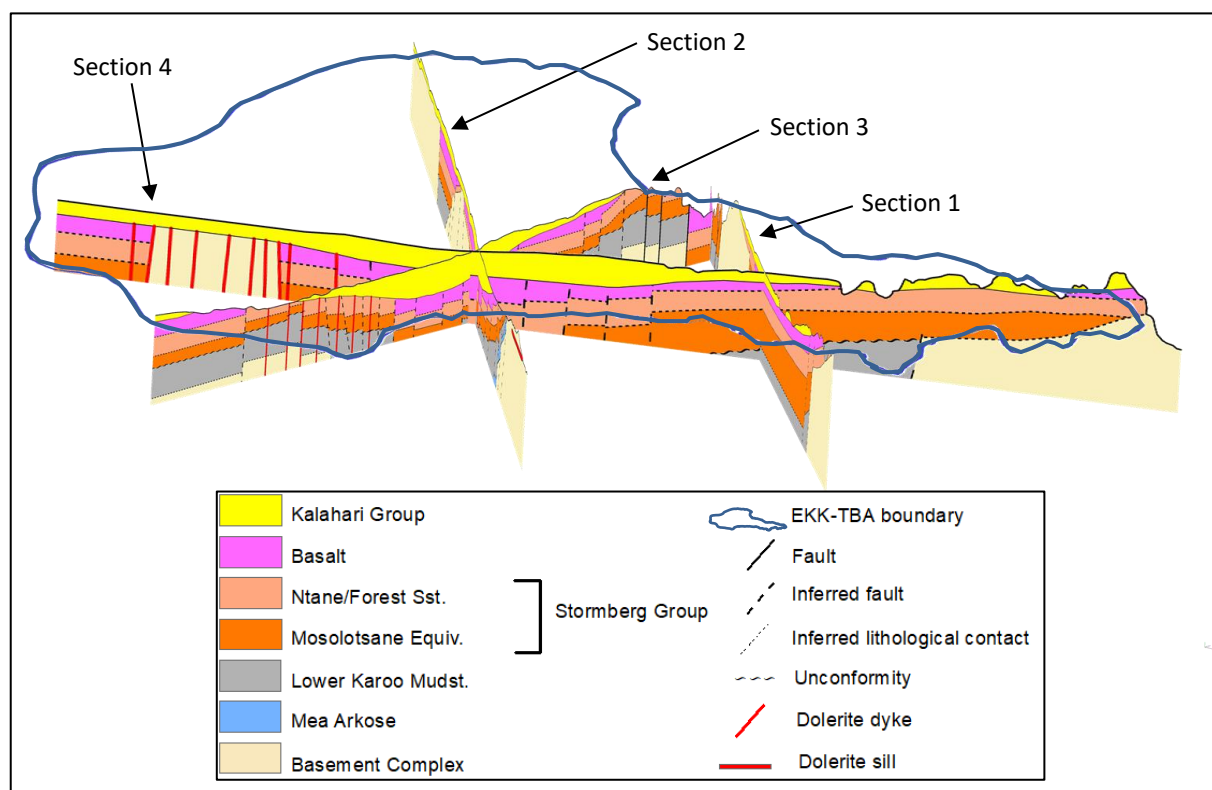 Section 2
Section 4
Section 3
Section 1
Kalahari Group
Basalt
Ntane/Forest Sst.
Mosolotsane Equiv.
Stormberg Group
Lower Karoo Mudst.
Mea Arkose
Basement Complex
EKK-TBA boundary
Fault
Inferred fault
Inferred lithological contact
Unconformity
Dolerite dyke
Dolerite sill